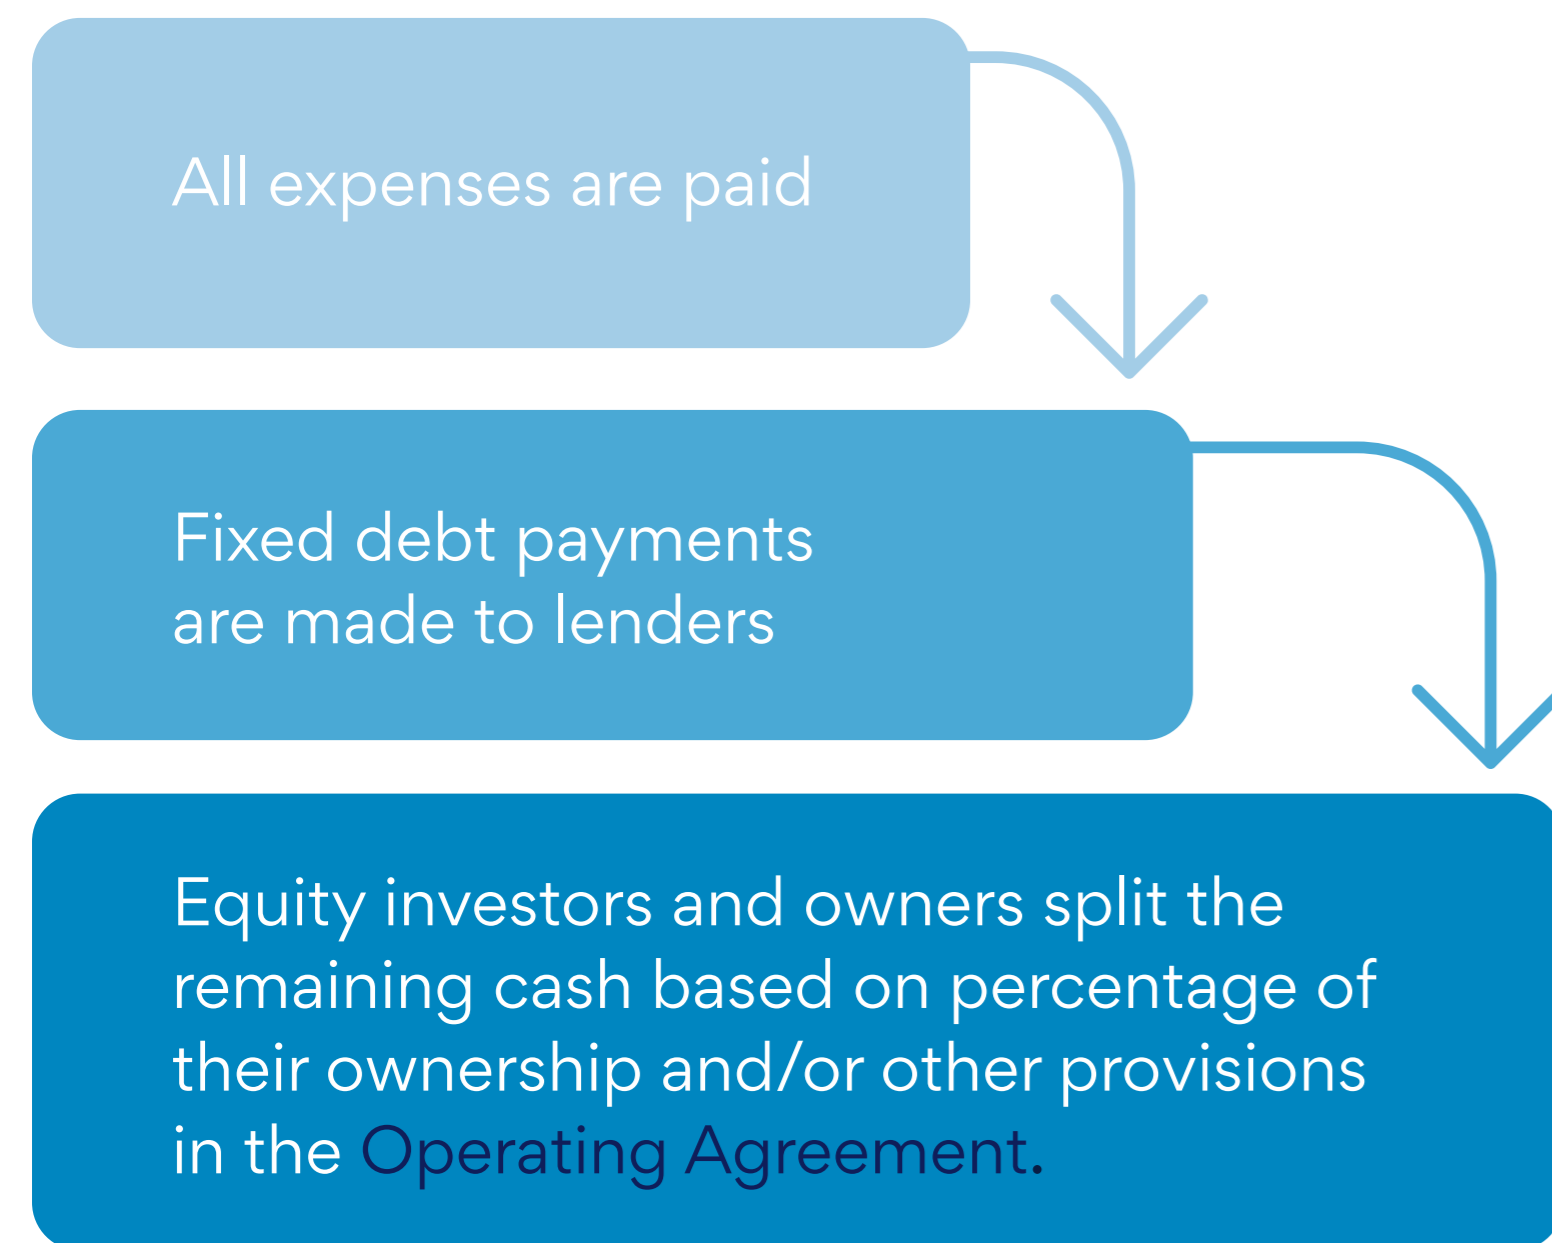 All expenses are paid
Fixed debt payments
are made to lenders
Equity investors and owners split the
remaining cash based on percentage of
their ownership and/or other provisions
in the Operating Agreement.